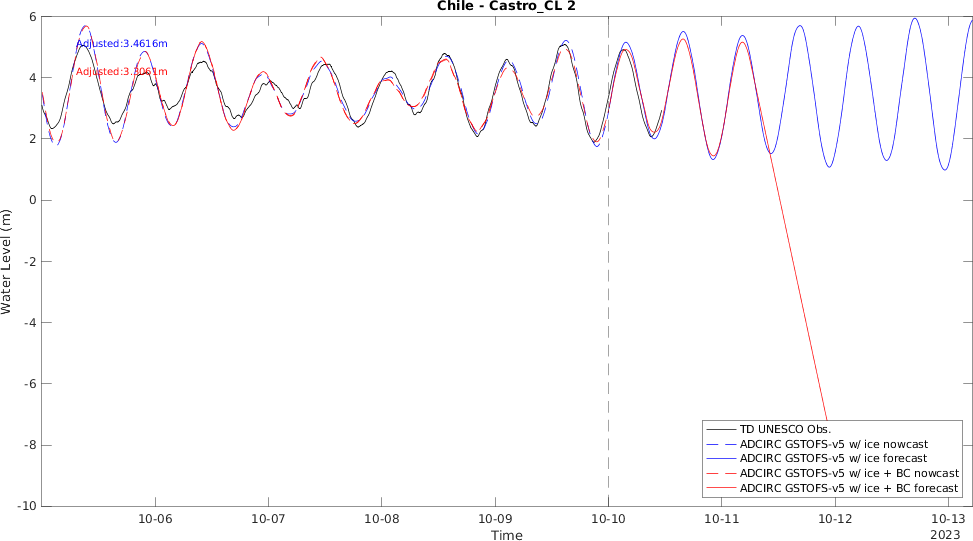 Chile - Castro_CL 2
Adjusted:3.4616m
Adjusted:3.3061m
Water Level (m)
6
4
2
0
-2
-4
-6
-8
-10
TD UNESCO Obs.
ADCIRC GSTOFS-v5 w/ ice nowcast
ADCIRC GSTOFS-v5 w/ ice forecast
ADCIRC GSTOFS-v5 w/ ice + BC nowcast
ADCIRC GSTOFS-v5 w/ ice + BC forecast
10-06 10-07 10-08 10-09 10-10 10-11 10-12 10-13
2023
Time